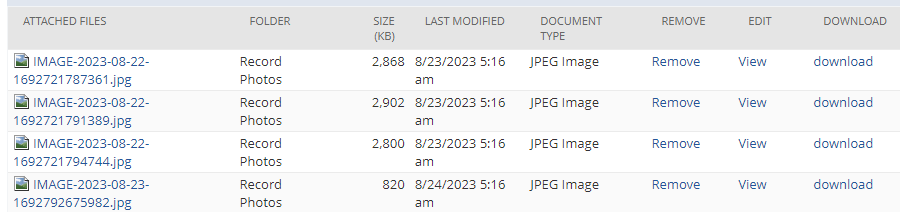 ATTACHED FILES FOLDER SIZE (KB) LAST MODIFIED DOCUMENT TYPE REMOVE EDIT DOWNLOAD
IMAGE-2023-08-22- Record 2,868 8/23/2023 5:16 JPEG Image Remove View download
1692721787361.jpg Photos am
IMAGE-2023-08-22- Record 2,902 8/23/2023 5:16 JPEG Image Remove View download
1692721791389.jpg Photos am
IMAGE-2023-08-22- Record 2,800 8/23/2023 5:16 JPEG Image Remove View download
1692721794744.jpg Photos am
IMAGE-2023-08-23- Record 820 8/24/2023 5:16 JPEG Image Remove View download
1692792675982.jpg Photos am